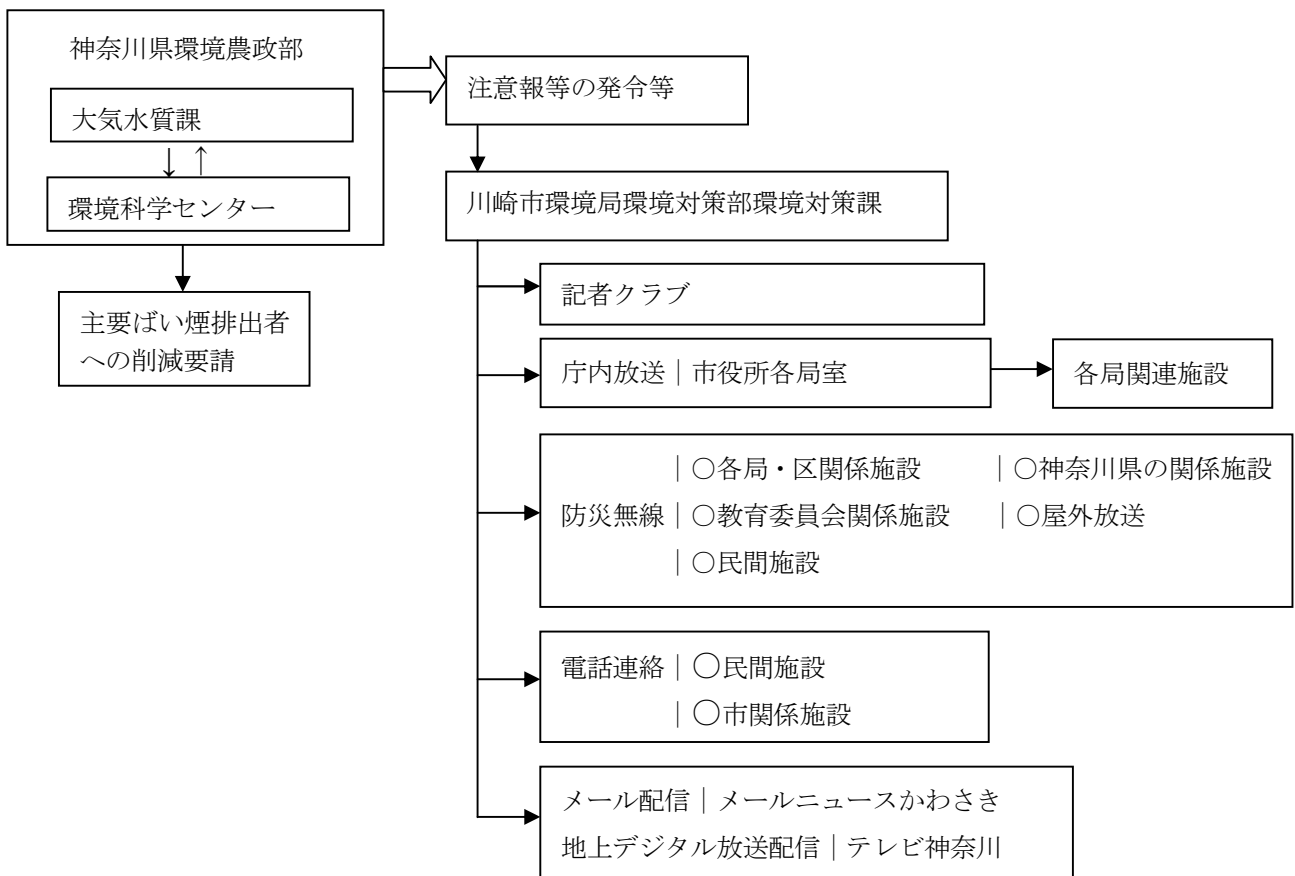 神奈川県環境農政部
大気水質課
↓↑
環境科学センター
主要ばい煙排出者
への削減要請
注意報等の発令等
川崎市環境局環境対策部環境対策課
記者クラブ
庁内放送｜市役所各局室
各局関連施設
｜○各局・区関係施設　｜○神奈川県の関係施設
防災無線｜○教育委員会関係施設　｜○屋外放送
｜○民間施設
電話連絡｜○民間施設
｜○市関係施設
メール配信｜メールニュースかわさき
地上デジタル放送配信｜テレビ神奈川